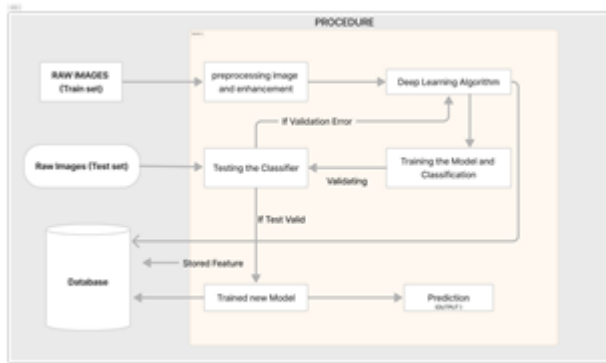 PROCEDURE
RAW IMAGES
(Train set)
preprocessing image
and enhancement
Deep Learning Algorithm
If Validation Error
Raw Images (Test set)
Testing the Classifier
Training the Model and
Classification
Validating
If Test Valid
Stored Feature
Database
Trained new Model
Prediction
(OUTPUT )